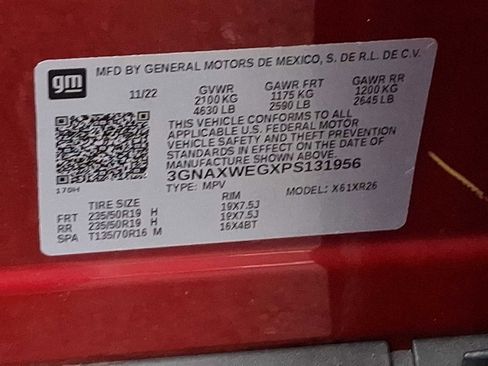 gm
MFD BY GENERAL MOTORS DE MEXICO, S. DE R.L. DE C.V.
11/22 GVWR GAWR FRT GAWR RR
2100 KG 1175 KG 1200 KG
4630 LB 2590 LB 2645 LB
THIS VEHICLE CONFORMS TO ALL
APPLICABLE U.S. FEDERAL MOTOR
VEHICLE SAFETY AND THEFT PREVENTION
STANDARDS IN EFFECT ON THE DATE OF
MANUFACTURE SHOWN ABOVE.
3GNAXWEGXPS131956
170H TYPE: MPV MODEL: X61XR26
TIRE SIZE RIM
FRT 235/50R19 H 19X7.5J
RR 235/50R19 H 19X7.5J
SPA T135/70R16 M 16X4BT